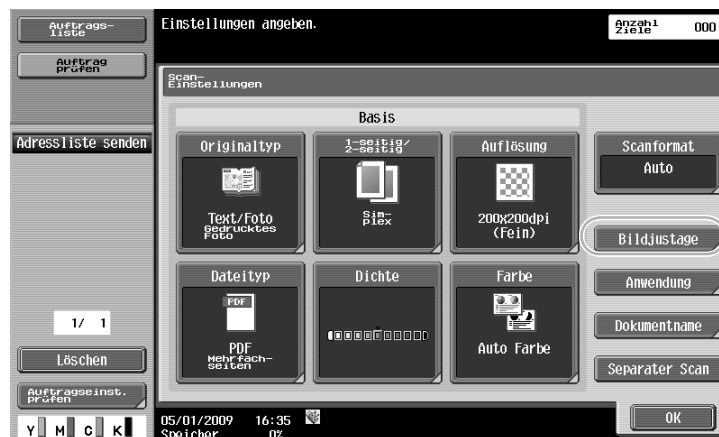 Auftrags-
liste
Auftrag
prüfen
Adressliste senden
1/ 1
Löschen
Auftragseinst.
prüfen
Y M C K
Einstellungen angeben.
Anzahl
Ziele
000
Scan-
Einstellungen
Basis
Originaltyp
Text/Foto
Gedrucktes
Foto
1-seitig/
2-seitig
Sim-
plex
Auflösung
200x200dpi
(Fein)
Dateityp
PDF
PDF
Mehrfach-
seiten
Dichte
Farbe
Auto Farbe
Scanformat
Auto
Bildjustage
Anwendung
Dokumentname
Separater Scan
OK
05/01/2009 16:35
Speicher 0%